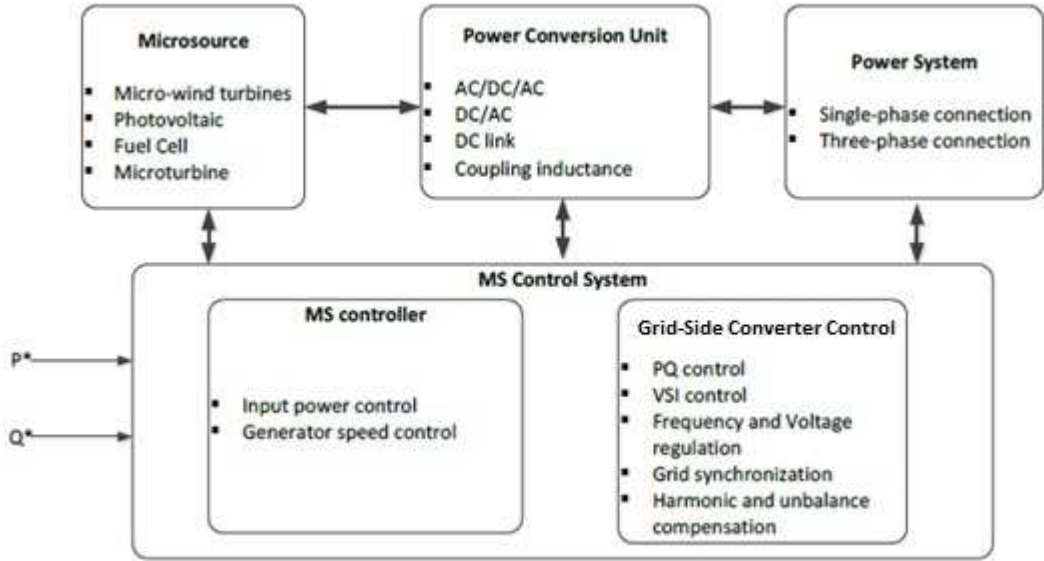 Microsource
▪ Micro-wind turbines
▪ Photovoltaic
▪ Fuel Cell
▪ Microturbine
Power Conversion Unit
▪ AC/DC/AC
▪ DC/AC
▪ DC link
▪ Coupling inductance
Power System
▪ Single-phase connection
▪ Three-phase connection
MS Control System
MS controller
▪ Input power control
▪ Generator speed control
Grid-Side Converter Control
▪ PQ control
▪ VSI control
▪ Frequency and Voltage
regulation
▪ Grid synchronization
▪ Harmonic and unbalance
compensation
P*
Q*